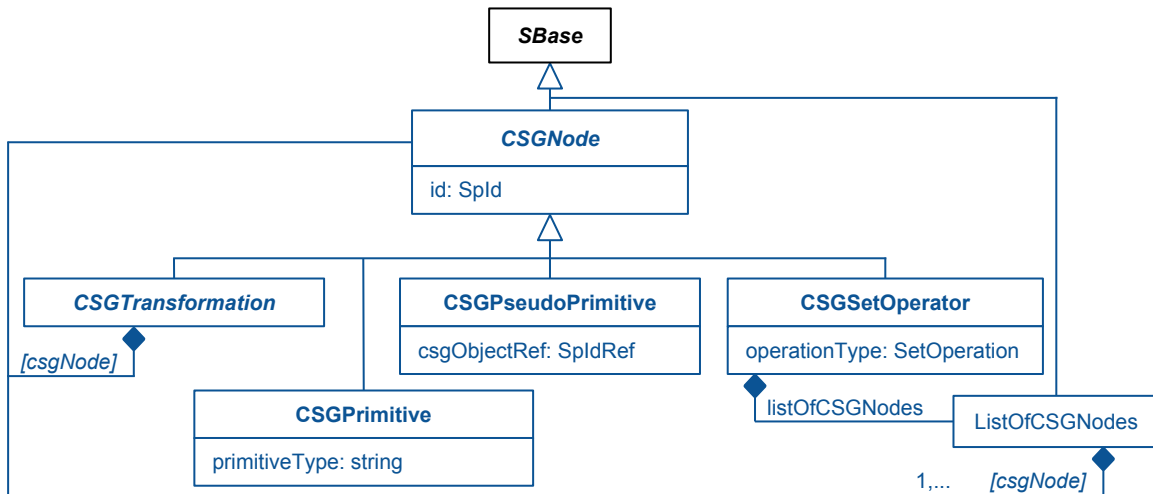 SBase
CSGNode
id: SpId
CSGTransformation
[csgNode]
CSGPrimitive
primitiveType: string
CSGPseudoPrimitive
csgObjectRef: SpIdRef
CSGSetOperator
operationType: SetOperation
listOfCSGNodes
ListOfCSGNodes
1,... [csgNode]